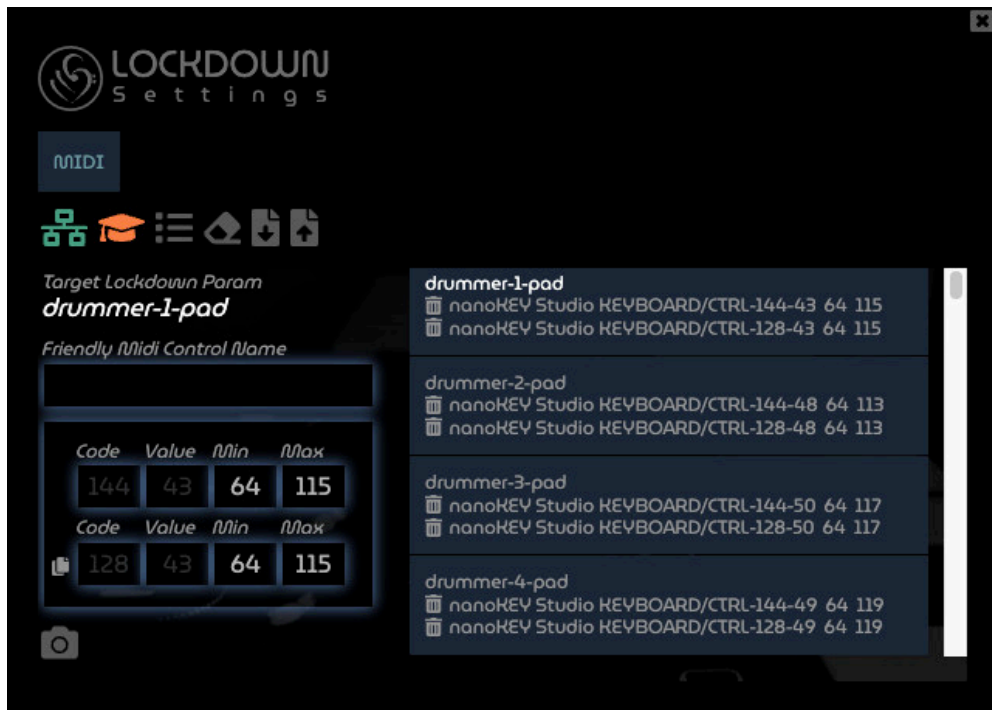 LOCKDOWN
Settings
MIDI
Target Lockdown Param
drummer-1-pad
Friendly Midi Control Name
Code Value Min Max
144 43 64 115
Code Value Min Max
128 43 64 115
drummer-1-pad
nanoKEY Studio KEYBOARD/CTRL-144-43 64 115
nanoKEY Studio KEYBOARD/CTRL-128-43 64 115
drummer-2-pad
nanoKEY Studio KEYBOARD/CTRL-144-48 64 113
nanoKEY Studio KEYBOARD/CTRL-128-48 64 113
drummer-3-pad
nanoKEY Studio KEYBOARD/CTRL-144-50 64 117
nanoKEY Studio KEYBOARD/CTRL-128-50 64 117
drummer-4-pad
nanoKEY Studio KEYBOARD/CTRL-144-49 64 119
nanoKEY Studio KEYBOARD/CTRL-128-49 64 119